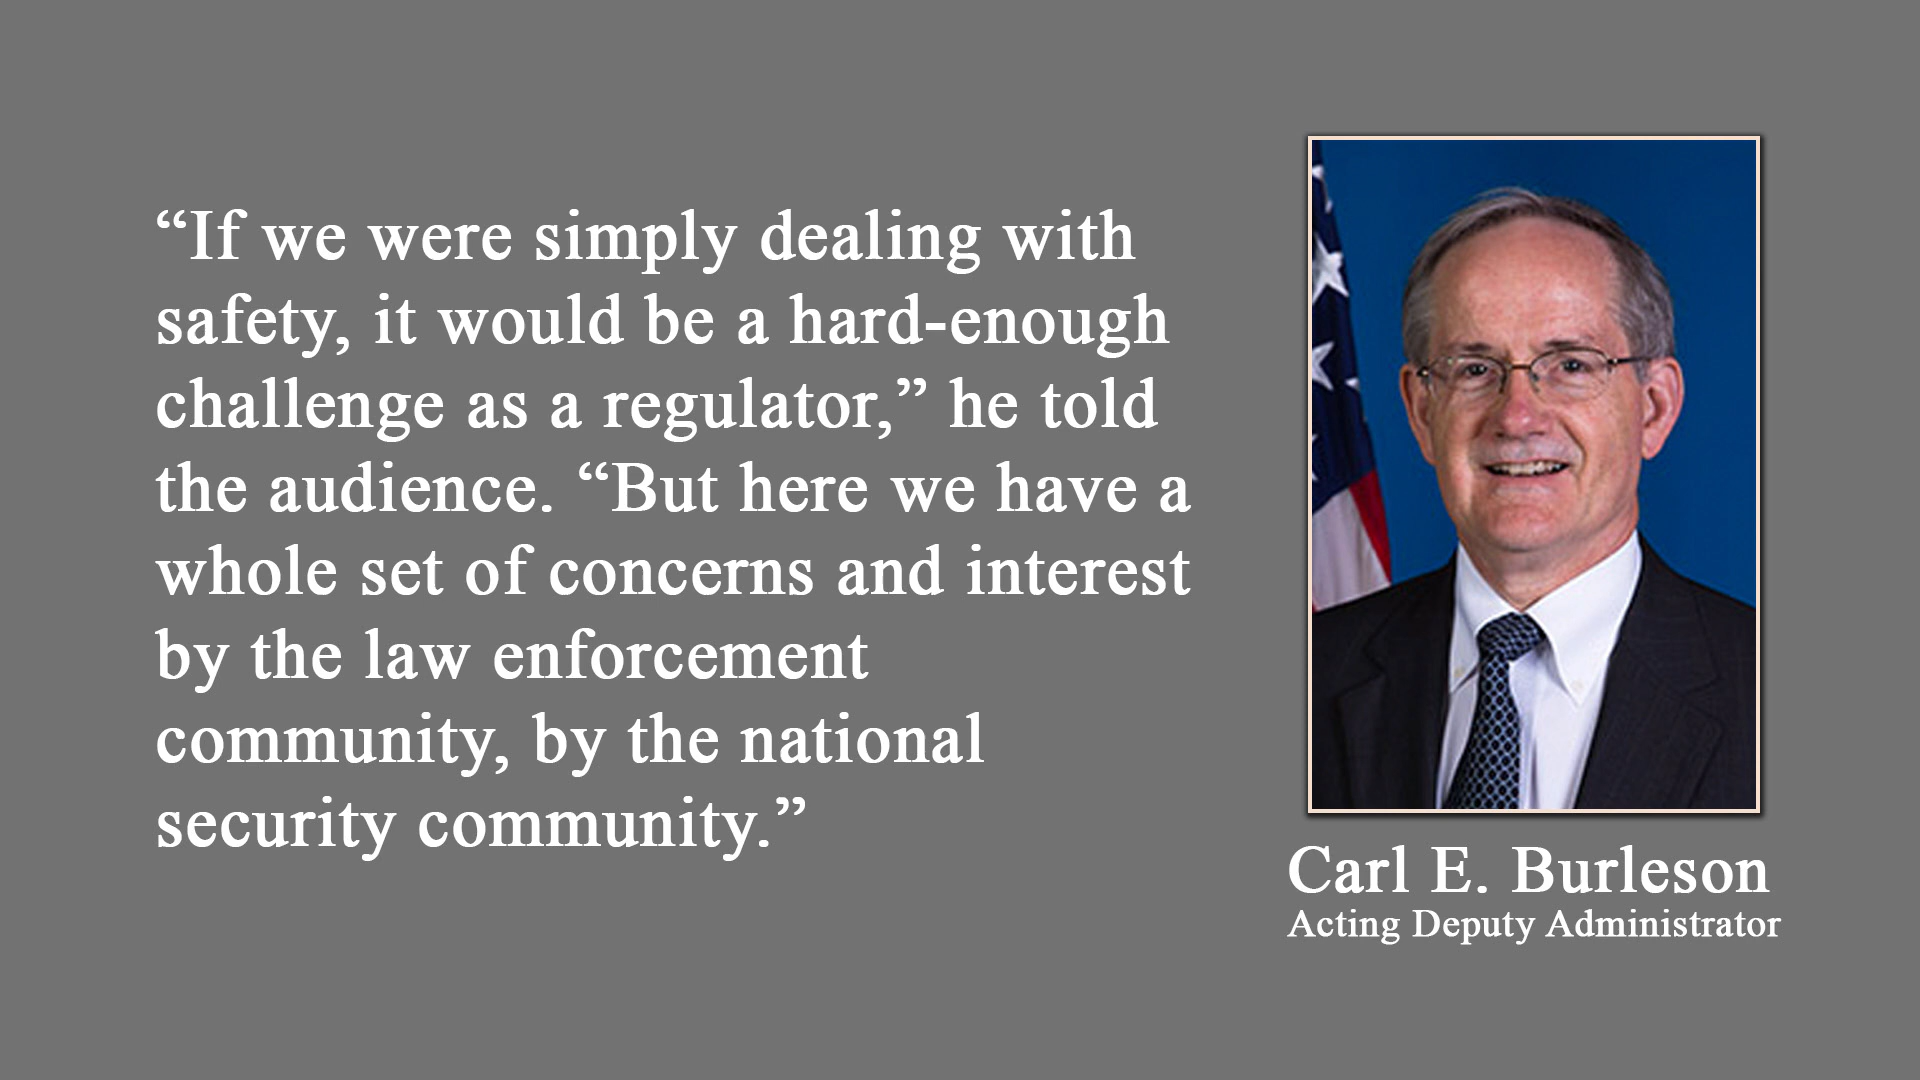 “If we were simply dealing with
safety, it would be a hard-enough
challenge as a regulator,” he told
the audience. “But here we have a
whole set of concerns and interest
by the law enforcement
community, by the national
security community.”
Carl E. Burleson
Acting Deputy Administrator